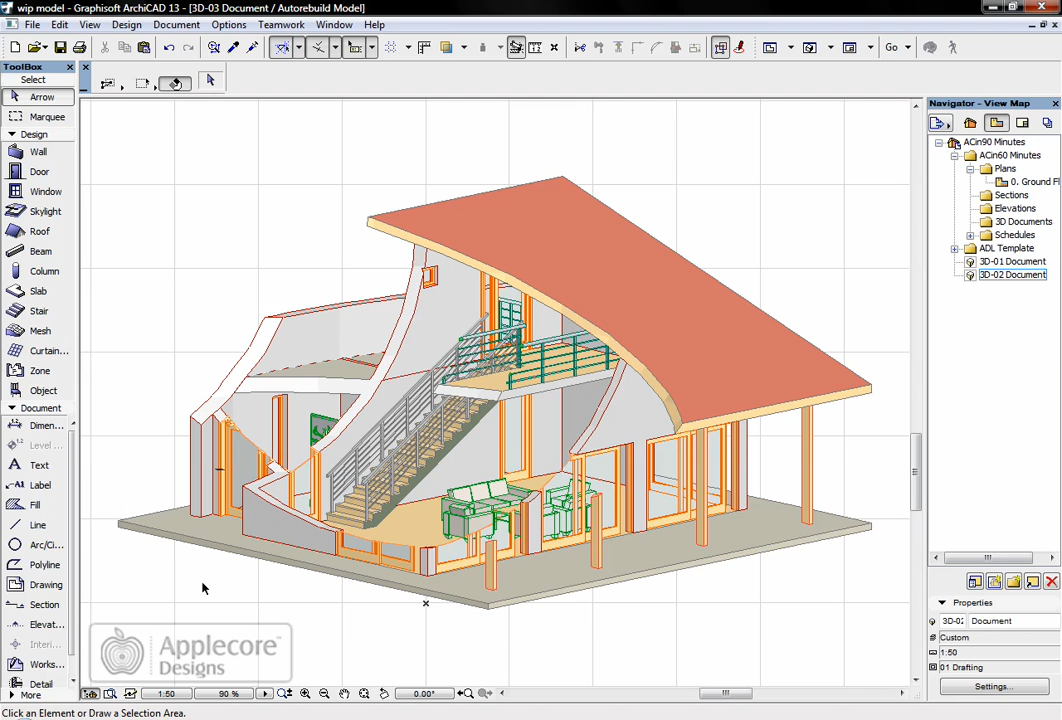 wip model - Graphisoft ArchiCAD 13 - [3D-03 Document / Autorebuild Model]
File Edit View Design Document Options Teamwork Window Help
Go
ToolBox
Select
Arrow
Marquee
Design
Wall
Door
Window
Skylight
Roof
Beam
Column
Slab
Stair
Mesh
Curtain...
Zone
Object
Document
Dimen...
1.2 Level ...
Text
A1 Label
Fill
Line
Arc/Ci...
Polyline
Drawing
Section
Elevat...
Interi...
Works...
Detail
More
Navigator - View Map
ACin90 Minutes
ACin60 Minutes
Plans
0. Ground Fl
Sections
Elevations
3D Documents
Schedules
ADL Template
3D-01 Document
3D-02 Document
Properties
3D-02 Document
Custom
1:50
01 Drafting
Settings...
Applecore
Designs
1:50 90 % 0.00°
Click an Element or Draw a Selection Area.